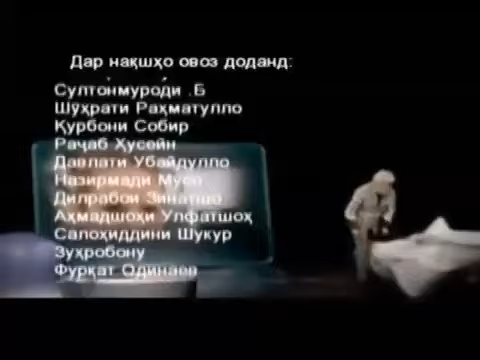 Дар нақшҳо овоз доданд:
Султонмуроди .Б
Шӯҳрати Раҳматулло
Қурбони Собир
Раҷаб Ҳусейн
Давлати Убайдулло
Назирмади Мусо
Дилрабои Зинатшо
Аҳмадшоҳи Улфатшоҳ
Салоҳиддини Шукур
Зуҳробону
Фурқат Одинаев